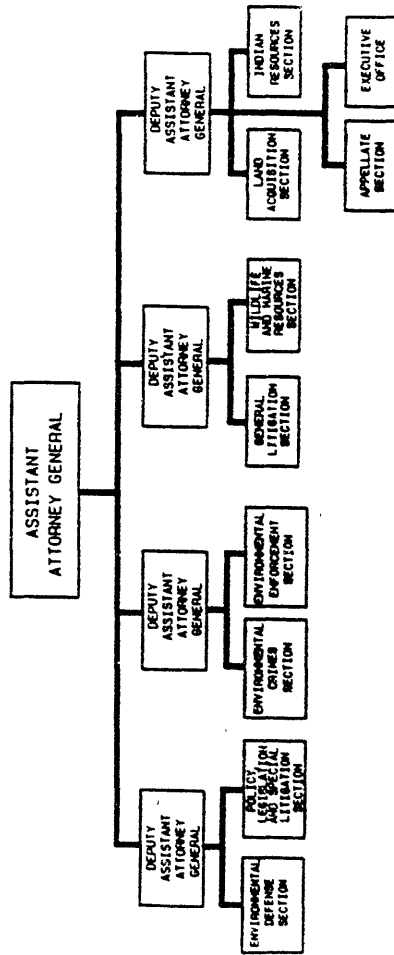 ASSISTANT
ATTORNEY GENERAL
DEPUTY
ASSISTANT
ATTORNEY
GENERAL
DEPUTY
ASSISTANT
ATTORNEY
GENERAL
DEPUTY
ASSISTANT
ATTORNEY
GENERAL
DEPUTY
ASSISTANT
ATTORNEY
GENERAL
ENVIRONMENTAL
DEFENSE
SECTION
POLICY
LEGISLATION
AND SPECIAL
LITIGATION
SECTION
ENVIRONMENTAL
CRIMES
SECTION
ENVIRONMENTAL
ENFORCEMENT
SECTION
GENERAL
LITIGATION
SECTION
WILDLIFE
AND MARINE
RESOURCES
SECTION
LAND
ACQUISITION
SECTION
INDIAN
RESOURCES
SECTION
APPELLATE
SECTION
EXECUTIVE
OFFICE